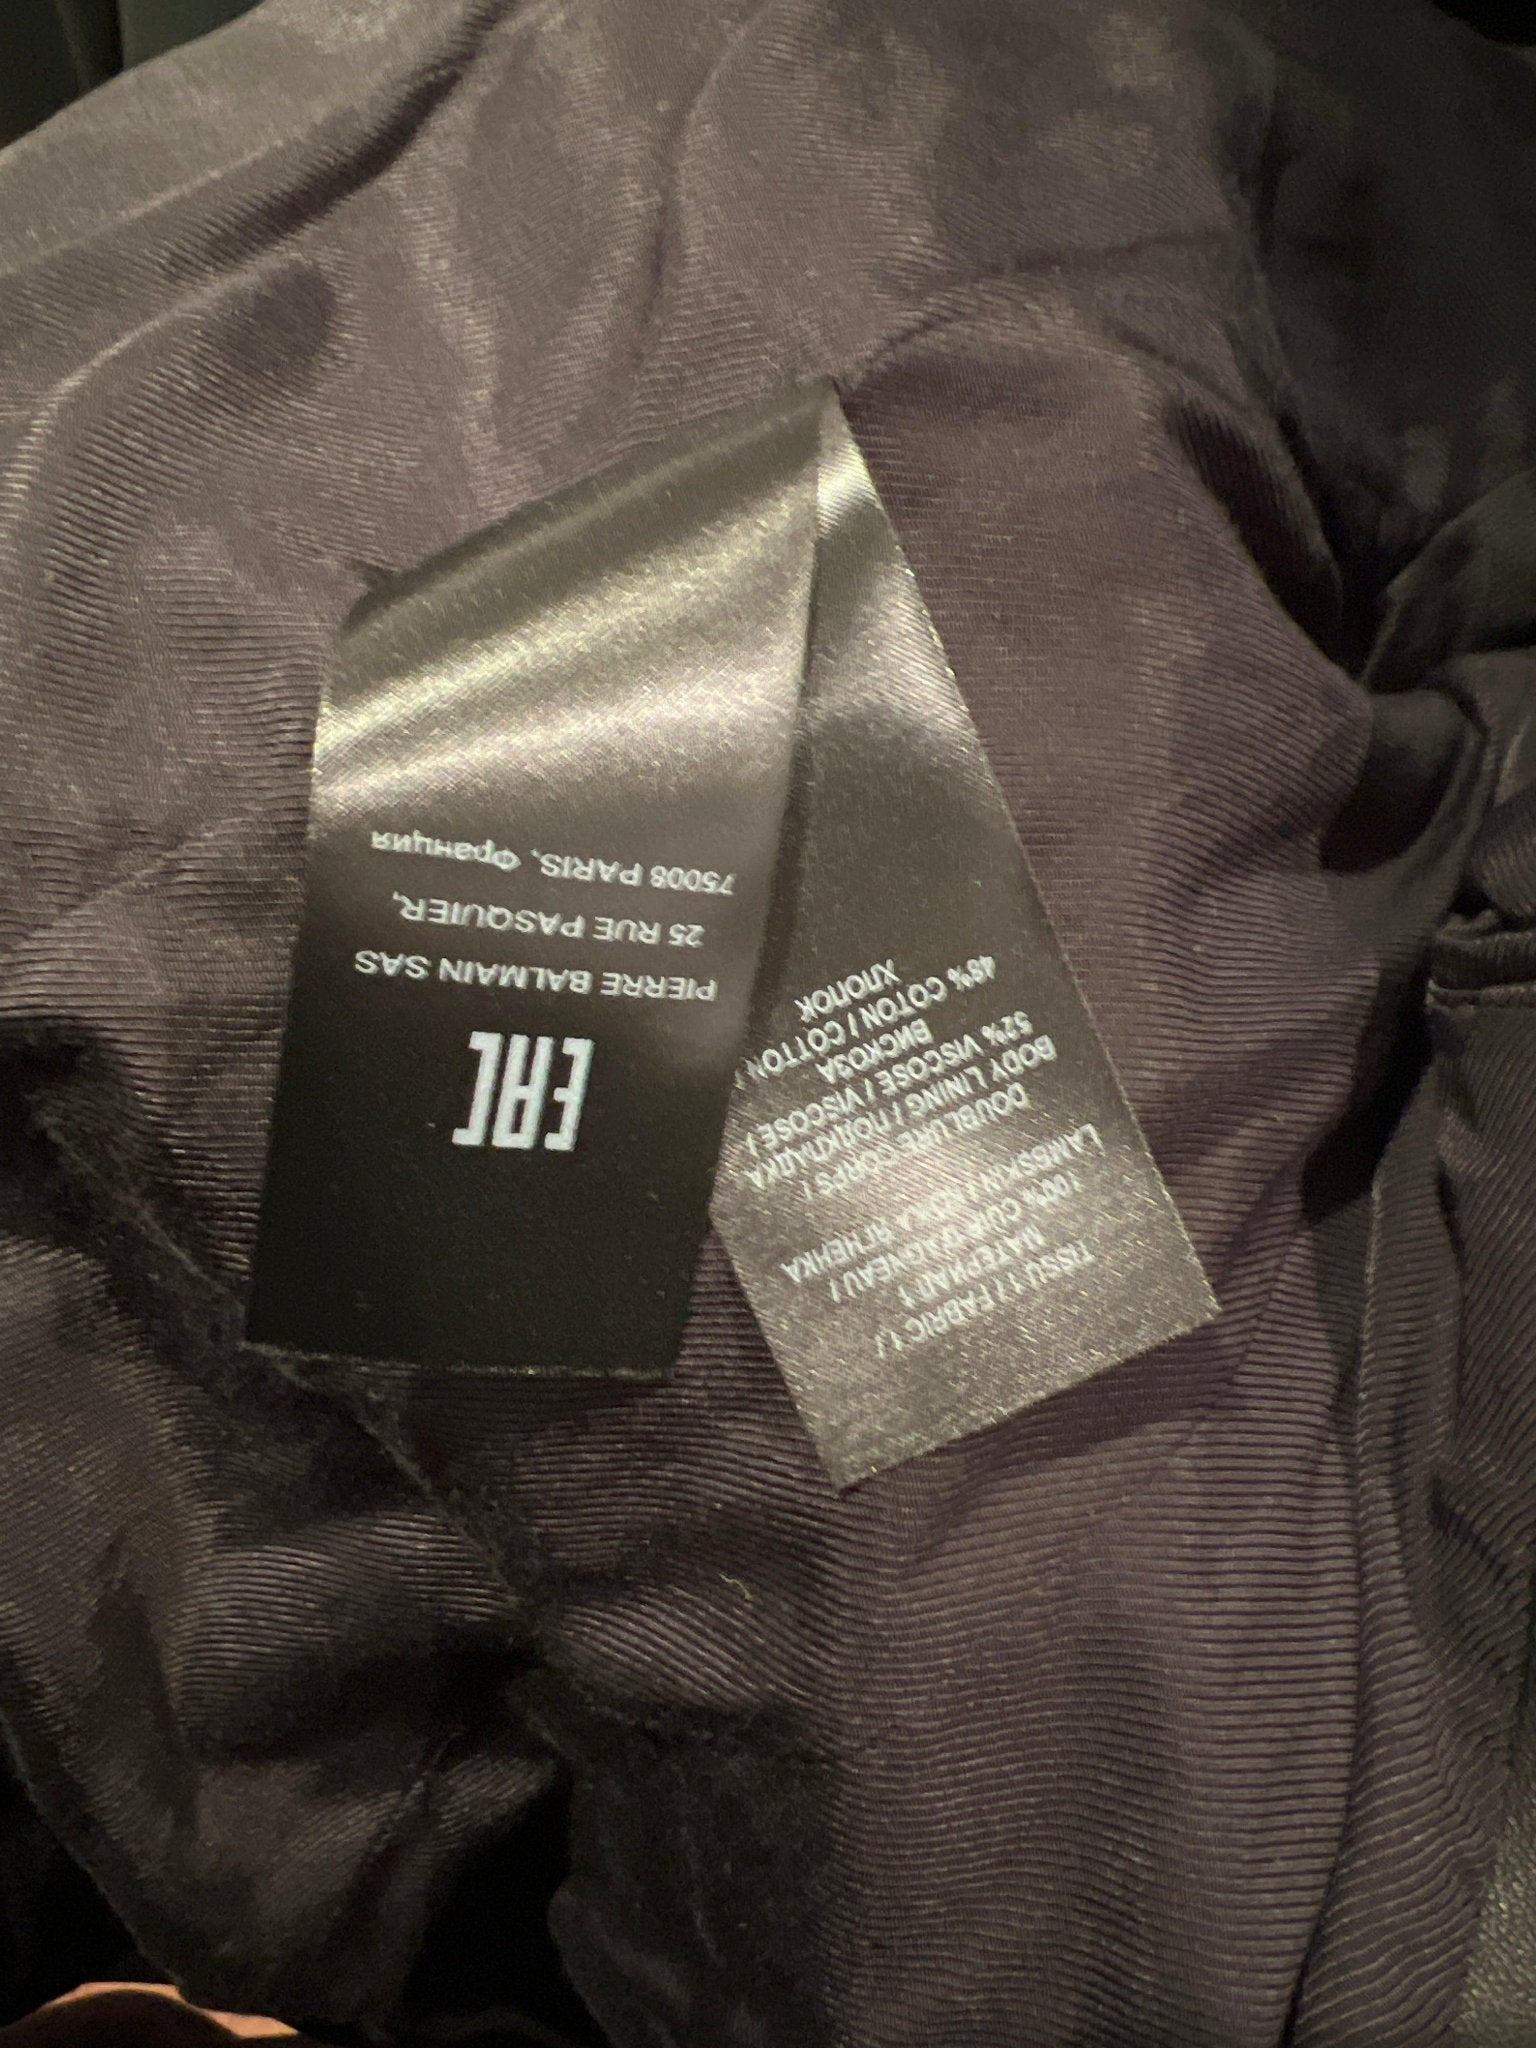 EAC
PIERRE BALMAIN SAS
25 RUE PASQUIER,
75008 PARIS, Франция
TISSU 1 / FABRIC 1 /
МАТЕРИАЛ 1
100% CUIR D'AGNEAU /
LAMBSKIN / КОЖА ЯГНЕНКА
DOUBLURE CORPS /
BODY LINING / ПОДКЛАДКА
52% VISCOSE / VISCOSE /
ВИСКОЗА
48% COTON / COTTON /
ХЛОПОК